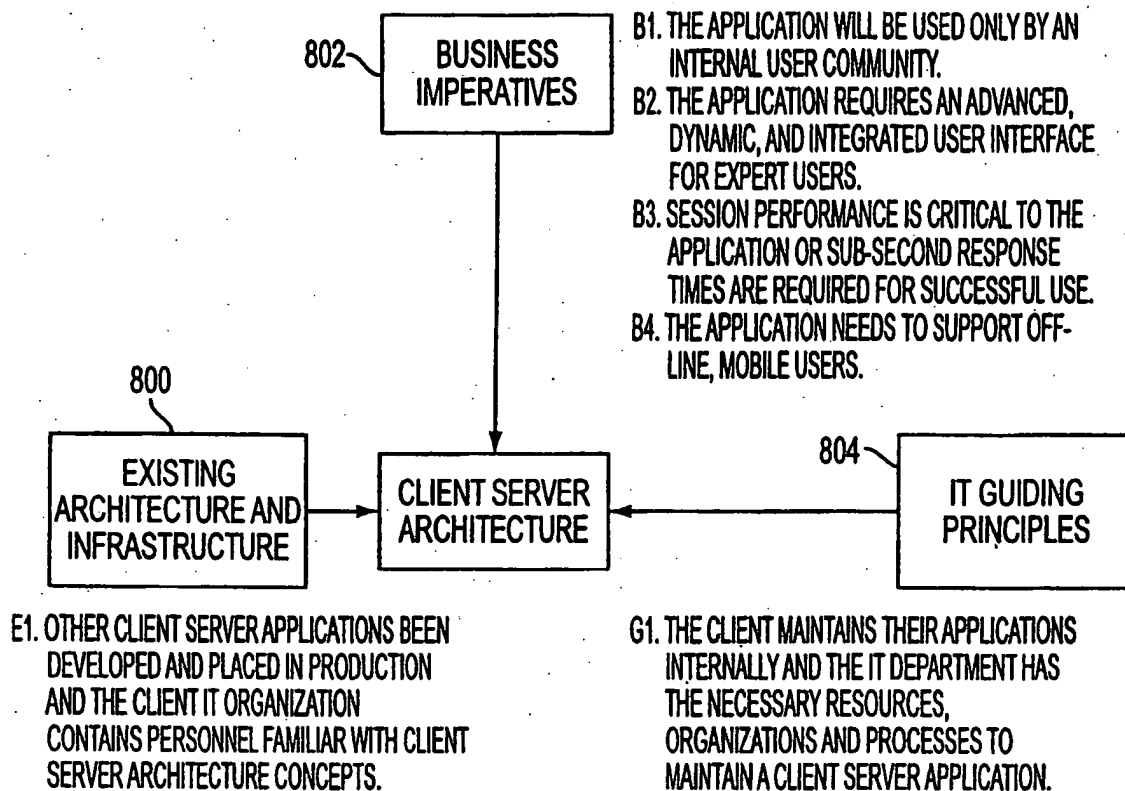 802
BUSINESS
IMPERATIVES
B1. THE APPLICATION WILL BE USED ONLY BY AN
INTERNAL USER COMMUNITY.
B2. THE APPLICATION REQUIRES AN ADVANCED,
DYNAMIC, AND INTEGRATED USER INTERFACE
FOR EXPERT USERS.
B3. SESSION PERFORMANCE IS CRITICAL TO THE
APPLICATION OR SUB-SECOND RESPONSE
TIMES ARE REQUIRED FOR SUCCESSFUL USE.
B4. THE APPLICATION NEEDS TO SUPPORT OFF-
LINE, MOBILE USERS.
800
EXISTING
ARCHITECTURE AND
INFRASTRUCTURE
CLIENT SERVER
ARCHITECTURE
804
IT GUIDING
PRINCIPLES
E1. OTHER CLIENT SERVER APPLICATIONS BEEN
DEVELOPED AND PLACED IN PRODUCTION
AND THE CLIENT IT ORGANIZATION
CONTAINS PERSONNEL FAMILIAR WITH CLIENT
SERVER ARCHITECTURE CONCEPTS.
G1. THE CLIENT MAINTAINS THEIR APPLICATIONS
INTERNALLY AND THE IT DEPARTMENT HAS
THE NECESSARY RESOURCES,
ORGANIZATIONS AND PROCESSES TO
MAINTAIN A CLIENT SERVER APPLICATION.